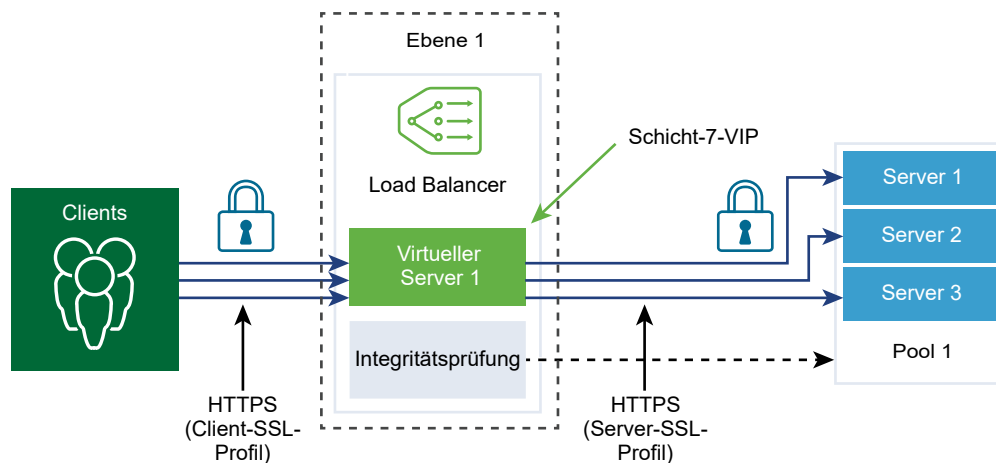 Ebene 1
Load Balancer
Schicht-7-VIP
Clients
Virtueller
Server 1
Server 1
Server 2
Server 3
Integritätsprüfung
Pool 1
HTTPS
(Client-SSL-
Profil)
HTTPS
(Server-SSL-
Profil)